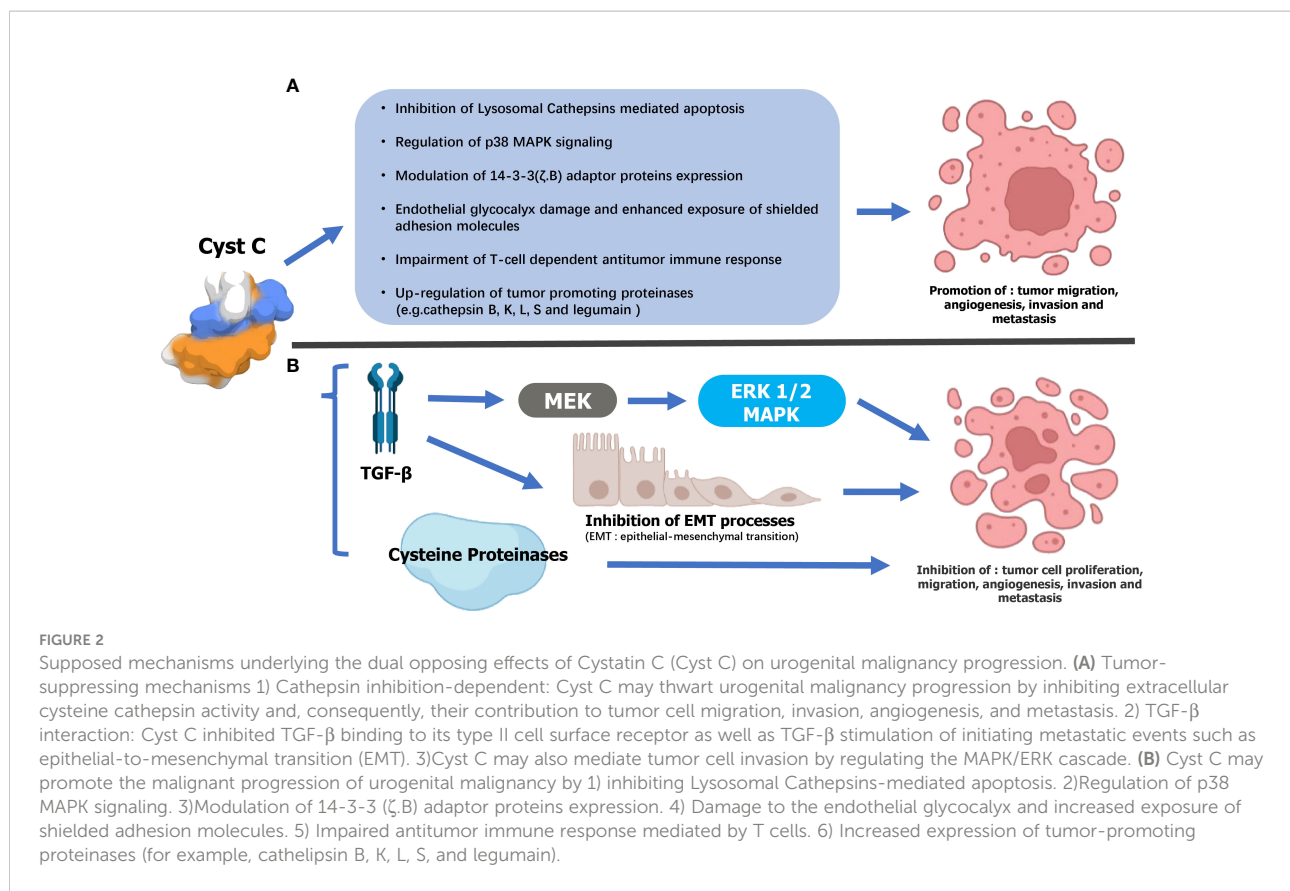 A
• Inhibition of Lysosomal Cathepsins mediated apoptosis
• Regulation of p38 MAPK signaling
• Modulation of 14-3-3(ζ.B) adaptor proteins expression
• Endothelial glycocalyx damage and enhanced exposure of shielded
adhesion molecules
• Impairment of T-cell dependent antitumor immune response
• Up-regulation of tumor promoting proteinases
(e.g.cathepsin B, K, L, S and legumain )
Cyst C
Promotion of : tumor migration,
angiogenesis, invasion and
metastasis
B
TGF-β
MEK
ERK 1/2
MAPK
Inhibition of EMT processes
(EMT : epithelial-mesenchymal transition)
Cysteine Proteinases
Inhibition of : tumor cell proliferation,
migration, angiogenesis, invasion and
metastasis
FIGURE 2
Supposed mechanisms underlying the dual opposing effects of Cystatin C (Cyst C) on urogenital malignancy progression. (A) Tumor-
suppressing mechanisms 1) Cathepsin inhibition-dependent: Cyst C may thwart urogenital malignancy progression by inhibiting extracellular
cysteine cathepsin activity and, consequently, their contribution to tumor cell migration, invasion, angiogenesis, and metastasis. 2) TGF-β
interaction: Cyst C inhibited TGF-β binding to its type II cell surface receptor as well as TGF-β stimulation of initiating metastatic events such as
epithelial-to-mesenchymal transition (EMT). 3)Cyst C may also mediate tumor cell invasion by regulating the MAPK/ERK cascade. (B) Cyst C may
promote the malignant progression of urogenital malignancy by 1) inhibiting Lysosomal Cathepsins-mediated apoptosis. 2)Regulation of p38
MAPK signaling. 3)Modulation of 14-3-3 (ζ.B) adaptor proteins expression. 4) Damage to the endothelial glycocalyx and increased exposure of
shielded adhesion molecules. 5) Impaired antitumor immune response mediated by T cells. 6) Increased expression of tumor-promoting
proteinases (for example, cathelipsin B, K, L, S, and legumain).